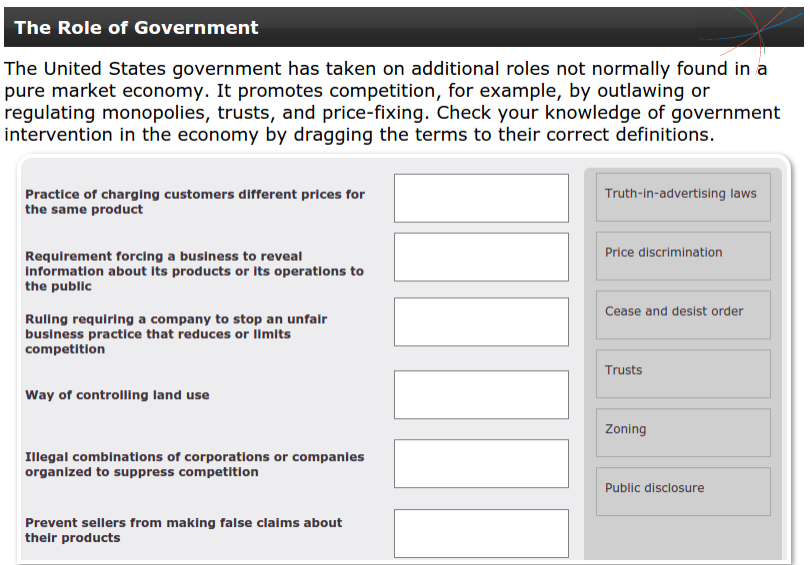 The Role of Government
The United States government has taken on additional roles not normally found in a
pure market economy. It promotes competition, for example, by outlawing or
regulating monopolies, trusts, and price-fixing. Check your knowledge of government
intervention in the economy by dragging the terms to their correct definitions.
Practice of charging customers different prices for
the same product
Requirement forcing a business to reveal
information about its products or its operations to
the public
Ruling requiring a company to stop an unfair
business practice that reduces or limits
competition
Way of controlling land use
Illegal combinations of corporations or companies
organized to suppress competition
Prevent sellers from making false claims about
their products
Truth-in-advertising laws
Price discrimination
Cease and desist order
Trusts
Zoning
Public disclosure